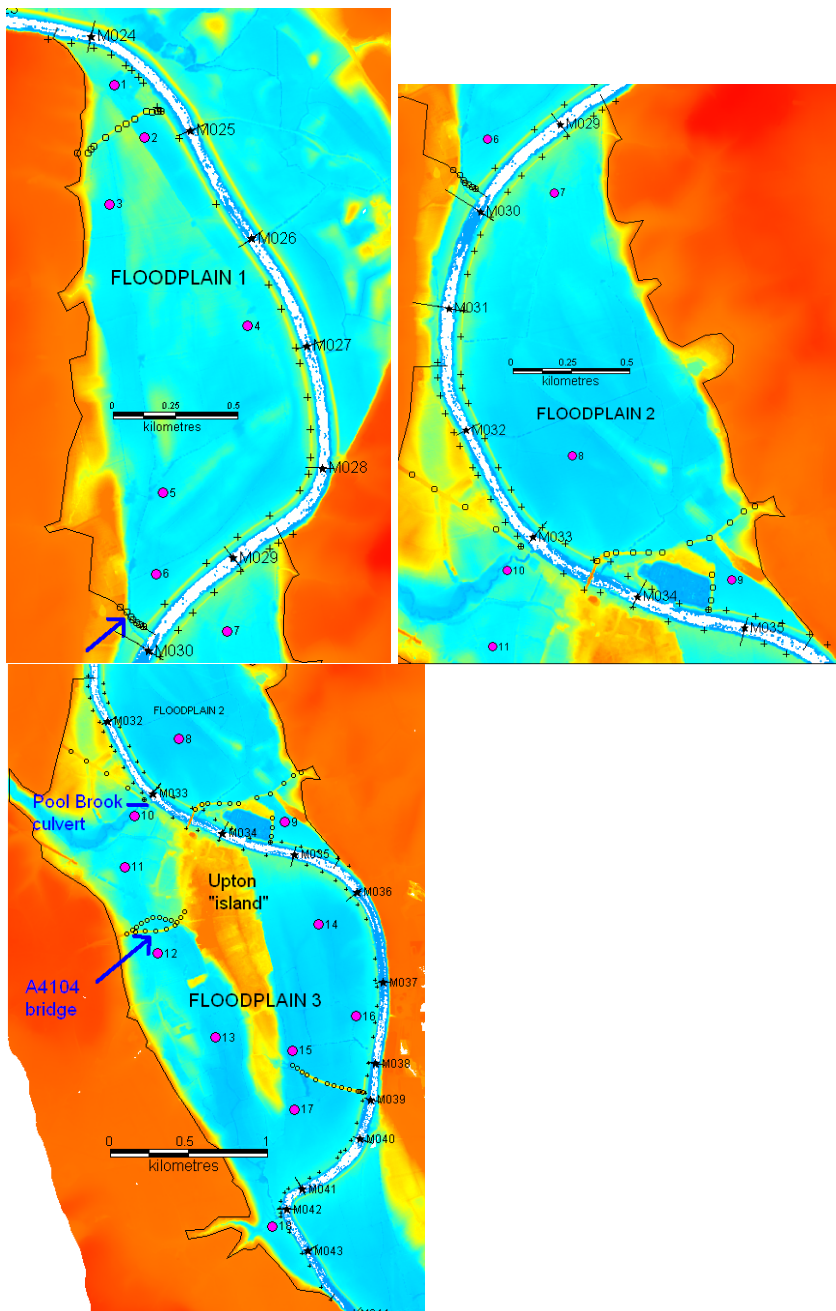 23
M024
1
2
M025
3
M026
FLOODPLAIN 1
4
M027
0 0.25 0.5
kilometres
M028
5
M029
6
7
M030
M029
6
7
M030
M031
0 0.25 0.5
kilometres
FLOODPLAIN 2
M032
8
M033
10
9
M034
M035
11
M032
FLOODPLAIN 2
8
M033
Pool Brook
culvert
10
9
M034
M035
11
Upton
"island"
M036
14
12
A4104
bridge
M037
FLOODPLAIN 3
16
13
15
M038
M039
17
0 0.5 1
kilometres
M040
M041
M042
18
M043